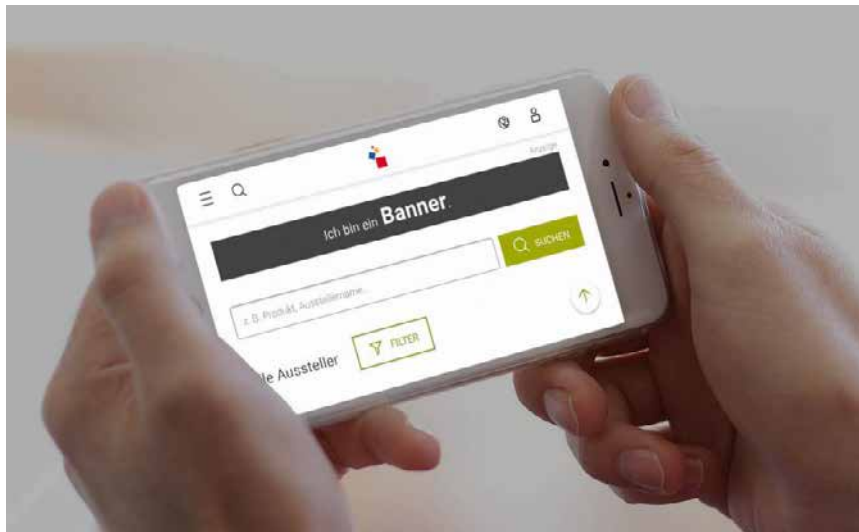 Anzeige
Ich bin ein Banner.
z. B. Produkt, Ausstellername...
SUCHEN
le Aussteller
FILTER